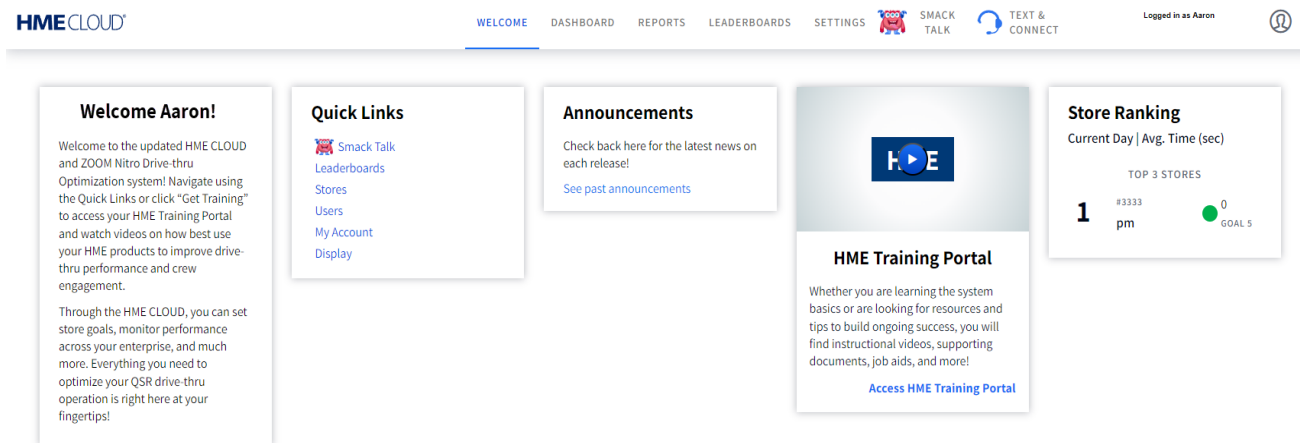 HME CLOUD®
WELCOME
DASHBOARD
REPORTS
LEADERBOARDS
SETTINGS
SMACK
TALK
TEXT &
CONNECT
Logged in as Aaron
Welcome Aaron!
Welcome to the updated HME CLOUD
and ZOOM Nitro Drive-thru
Optimization system! Navigate using
the Quick Links or click “Get Training”
to access your HME Training Portal
and watch videos on how best use
your HME products to improve drive-
thru performance and crew
engagement.
Through the HME CLOUD, you can set
store goals, monitor performance
across your enterprise, and much
more. Everything you need to
optimize your QSR drive-thru
operation is right here at your
fingertips!
Quick Links
Smack Talk
Leaderboards
Stores
Users
My Account
Display
Announcements
Check back here for the latest news on
each release!
See past announcements
HME
HME Training Portal
Whether you are learning the system
basics or are looking for resources and
tips to build ongoing success, you will
find instructional videos, supporting
documents, job aids, and more!
Access HME Training Portal
Store Ranking
Current Day | Avg. Time (sec)
TOP 3 STORES
1
#3333
pm
0
GOAL 5